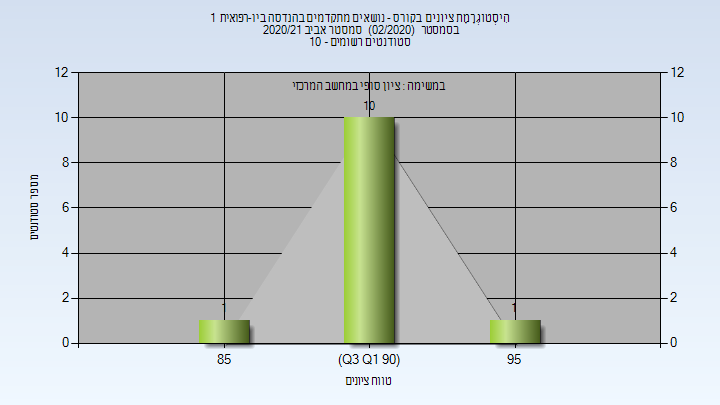 הִיסְטוֹגְרָמַת ציונים בקורס - נושאים מתקדמים בהנדסה ביו-רפואית 1
בסמסטר (02/2020) סמסטר אביב 2020/21
סטודנטים רשומים - 10
במשימה : ציון סופי במחשב המרכזי
12 12
10 10
8 8
6 6
4 4
2 2
0 0
1 10 1
מספר סטודנטים
85 (Q3 Q1 90) 95
טווח ציונים